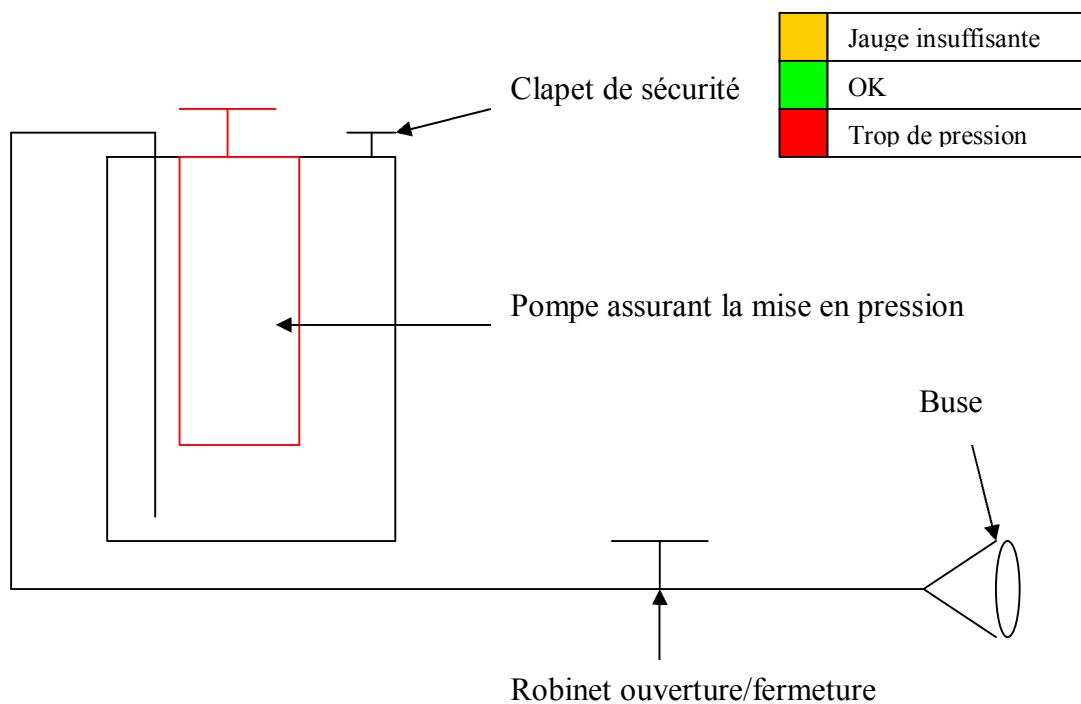 Jauge insuffisante
Clapet de sécurité
OK
Trop de pression
Pompe assurant la mise en pression
Buse
Robinet ouverture/fermeture